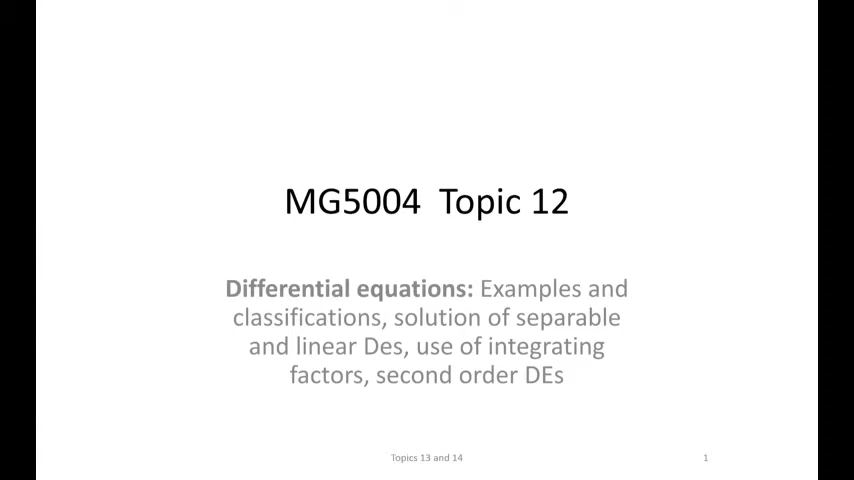 MG5004 Topic 12
Differential equations: Examples and
classifications, solution of separable
and linear Des, use of integrating
factors, second order DEs
Topics 13 and 14
1